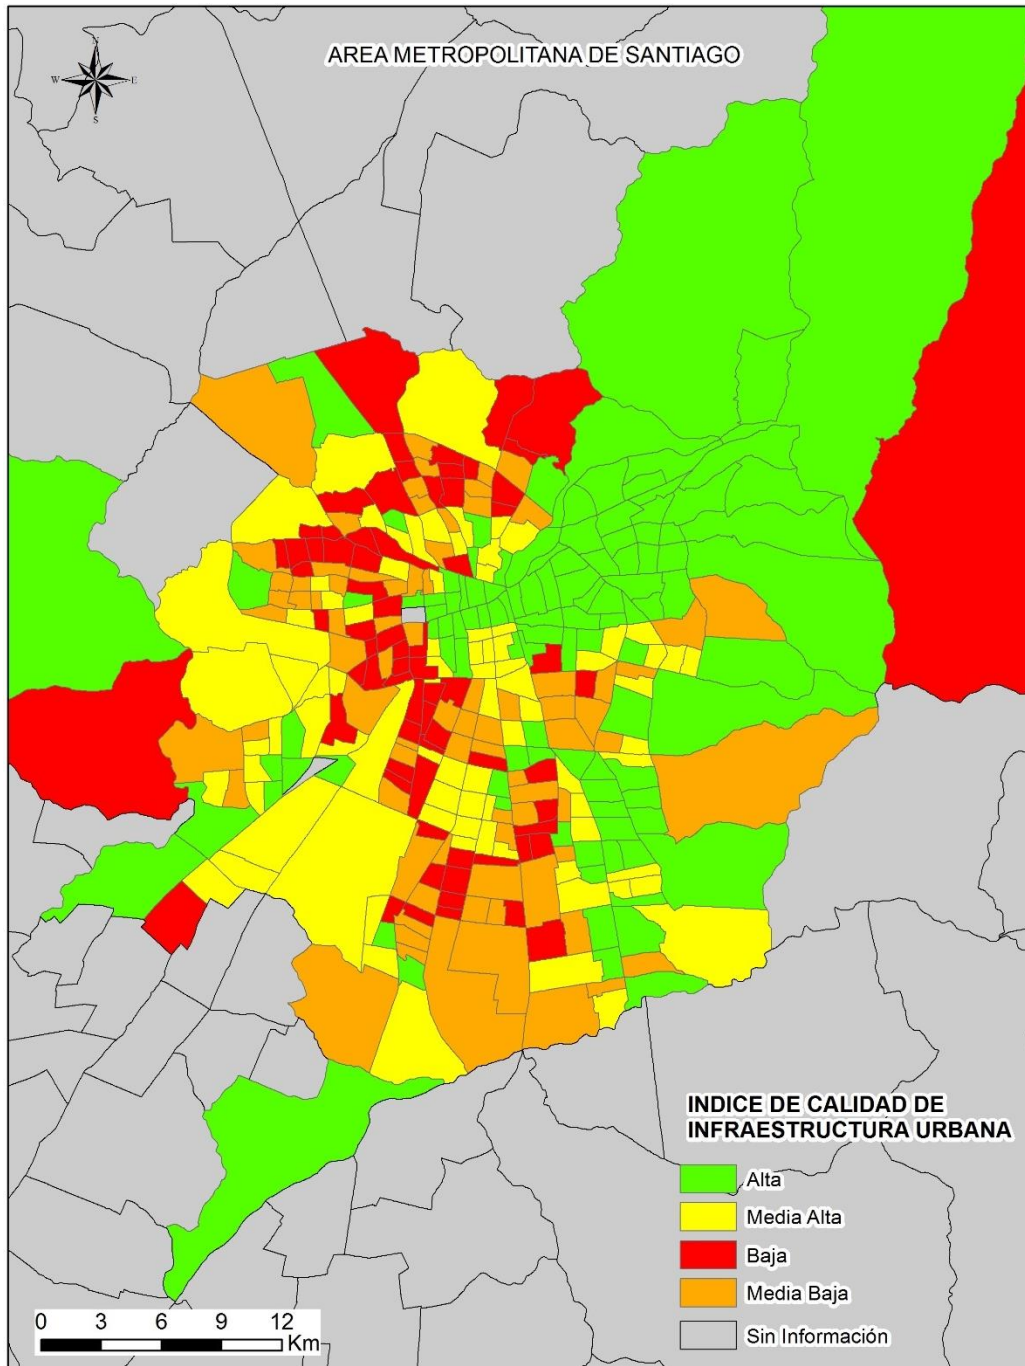 AREA METROPOLITANA DE SANTIAGO
N
W E
S
INDICE DE CALIDAD DE
INFRAESTRUCTURA URBANA
Alta
Media Alta
Baja
Media Baja
Sin Información
0 3 6 9 12
Km